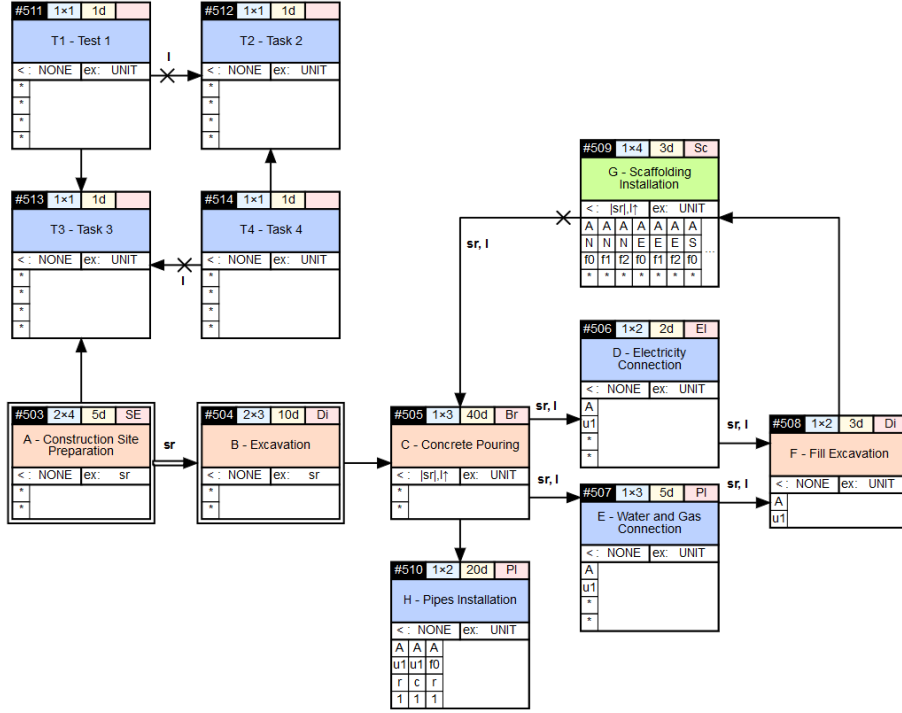 #511 1×1 1d
T1 - Test 1
< : NONE ex: UNIT
*
*
*
*
l
#512 1×1 1d
T2 - Task 2
< : NONE ex: UNIT
*
*
*
*
#513 1×1 1d
T3 - Task 3
< : NONE ex: UNIT
*
*
*
*
l
#514 1×1 1d
T4 - Task 4
< : NONE ex: UNIT
*
*
*
*
#509 1×4 3d Sc
G - Scaffolding
Installation
< : |sr|,l↑ ex: UNIT
A A A A A A A
N N N E E E S
f0 f1 f2 f0 f1 f2 f0 ...
* * * * * * *
sr, l
#506 1×2 2d El
D - Electricity
Connection
< : NONE ex: UNIT
A
u1
*
*
#503 2×4 5d SE
A - Construction Site
Preparation
< : NONE ex: sr
*
*
sr
#504 2×3 10d Di
B - Excavation
< : NONE ex: sr
*
*
#505 1×3 40d Br
C - Concrete Pouring
< : |sr|,l↑ ex: UNIT
*
*
sr, l
sr, l
sr, l
sr, l
#508 1×2 3d Di
F - Fill Excavation
< : NONE ex: UNIT
A
u1
#507 1×3 5d Pl
E - Water and Gas
Connection
< : NONE ex: UNIT
A
u1
*
*
#510 1×2 20d Pl
H - Pipes Installation
< : NONE ex: UNIT
A A A
u1 u1 f0
r c r
1 1 1